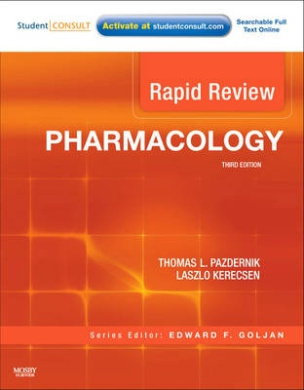 Student CONSULT
Activate at studentconsult.com
Searchable Full
Text Online
Rapid Review
PHARMACOLOGY
THIRD EDITION
THOMAS L. PAZDERNIK
LASZLO KERECSEN
Series Editor: EDWARD F. GOLJAN
MOSBY
ELSEVIER